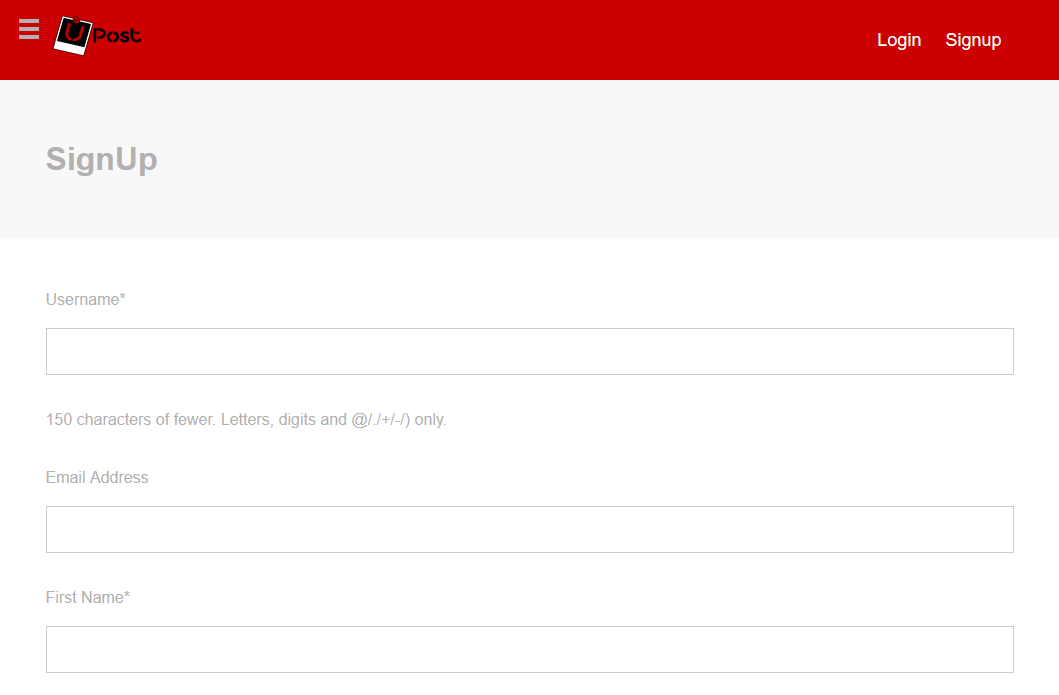 U Post
Login Signup
SignUp
Username*
150 characters of fewer. Letters, digits and @/./+/-/) only.
Email Address
First Name*